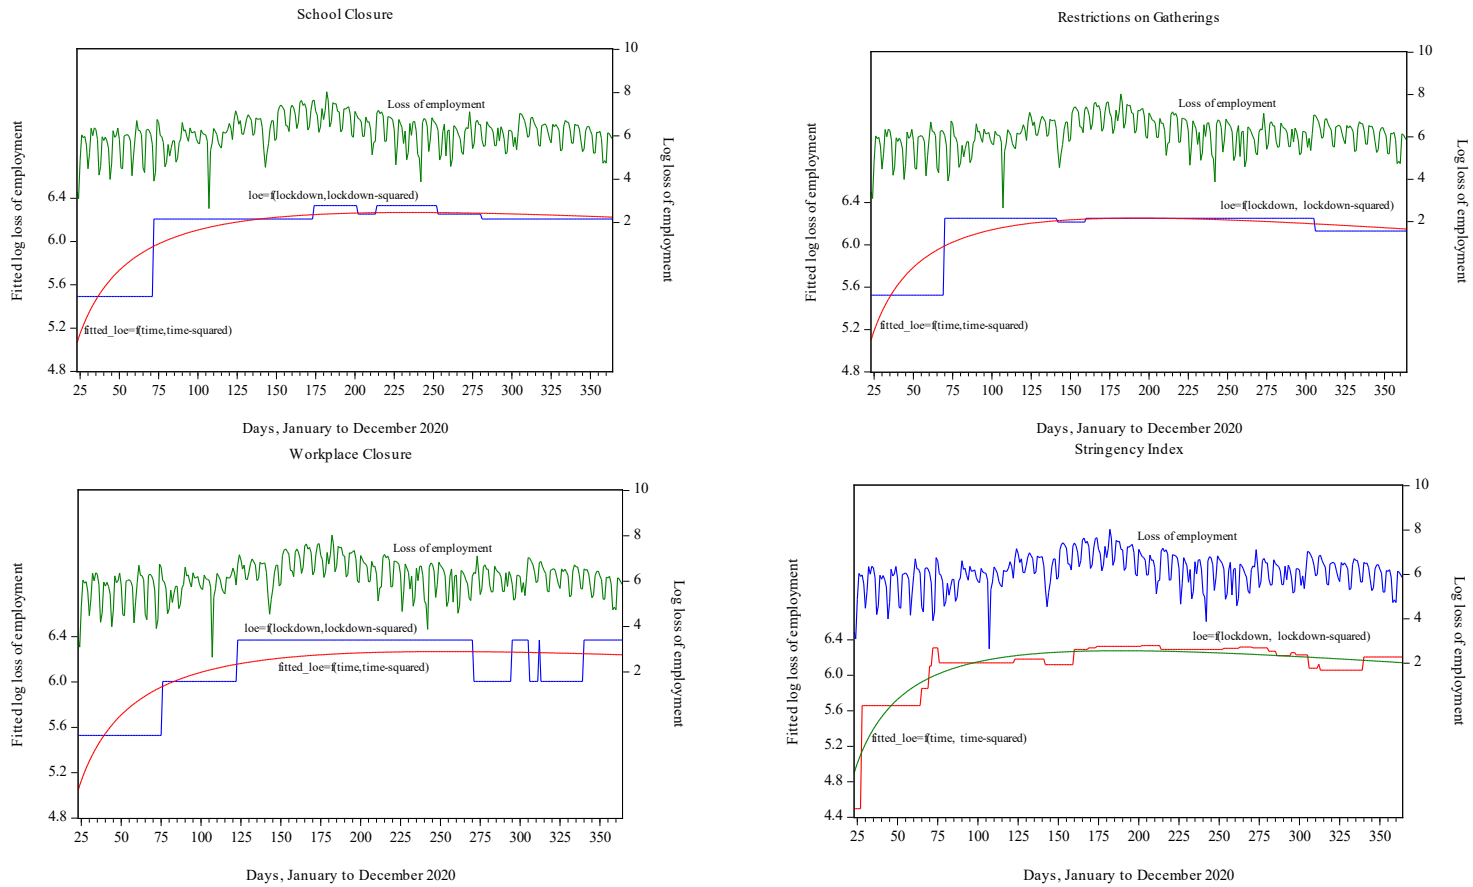 School Closure
10
8
6
4
2
6.4
6.0
5.6
5.2
4.8
Fitted log loss of employment
Log loss of employment
Loss of employment
loe=f(lockdown,lockdown-squared)
fitted_loe=f(time,time-squared)
25 50 75 100 125 150 175 200 225 250 275 300 325 350
Days, January to December 2020
Restrictions on Gatherings
10
8
6
4
2
6.4
6.0
5.6
5.2
4.8
Fitted log loss of employment
Log loss of employment
Loss of employment
loe=f(lockdown, lockdown-squared)
fitted_loe=f(time,time-squared)
25 50 75 100 125 150 175 200 225 250 275 300 325 350
Days, January to December 2020
Workplace Closure
10
8
6
4
2
6.4
6.0
5.6
5.2
4.8
Fitted log loss of employment
Log loss of employment
Loss of employment
loe=f(lockdown,lockdown-squared)
fitted_loe=f(time,time-squared)
25 50 75 100 125 150 175 200 225 250 275 300 325 350
Days, January to December 2020
Stringency Index
10
8
6
4
2
6.4
6.0
5.6
5.2
4.8
4.4
Fitted log loss of employment
Log loss of employment
Loss of employment
loe=f(lockdown, lockdown-squared)
fitted_loe=f(time, time-squared)
25 50 75 100 125 150 175 200 225 250 275 300 325 350
Days, January to December 2020